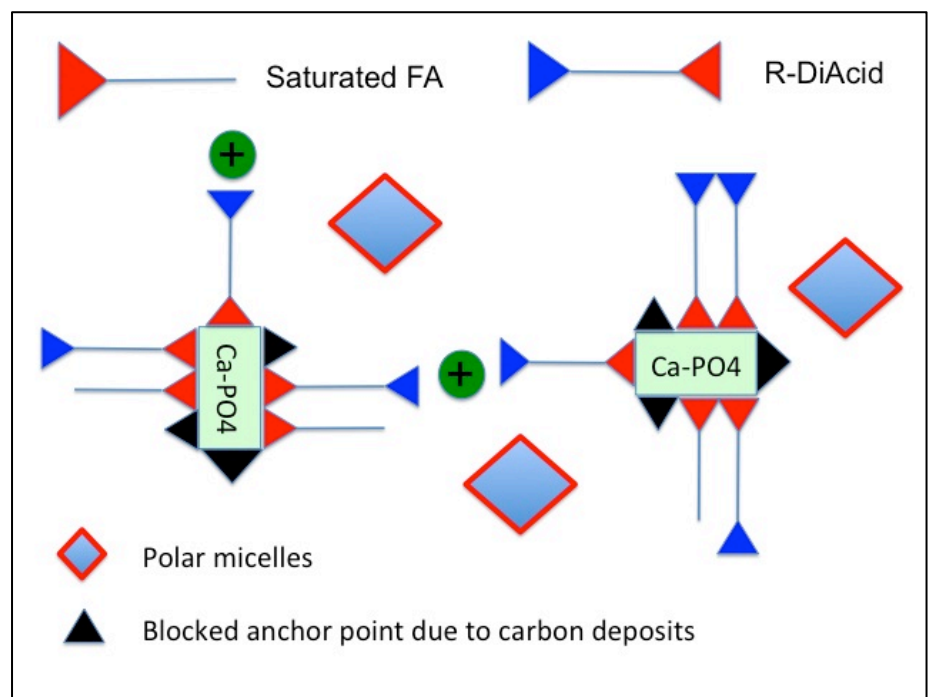 Saturated FA
R-DiAcid
+
Ca-PO4
+
Ca-PO4
Polar micelles
Blocked anchor point due to carbon deposits